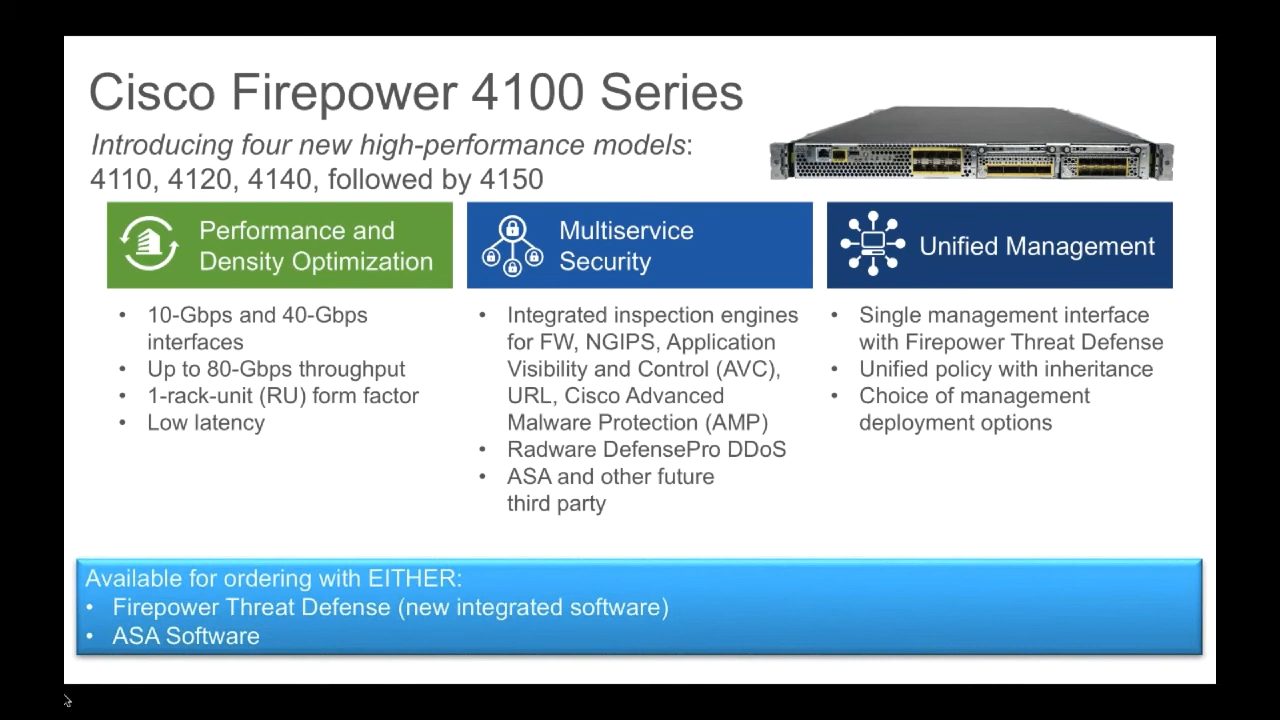 Cisco Firepower 4100 Series
Introducing four new high-performance models:
4110, 4120, 4140, followed by 4150
Performance and
Density Optimization
• 10-Gbps and 40-Gbps
interfaces
• Up to 80-Gbps throughput
• 1-rack-unit (RU) form factor
• Low latency
Multiservice
Security
• Integrated inspection engines
for FW, NGIPS, Application
Visibility and Control (AVC),
URL, Cisco Advanced
Malware Protection (AMP)
• Radware DefensePro DDoS
• ASA and other future
third party
Unified Management
• Single management interface
with Firepower Threat Defense
• Unified policy with inheritance
• Choice of management
deployment options
Available for ordering with EITHER:
• Firepower Threat Defense (new integrated software)
• ASA Software